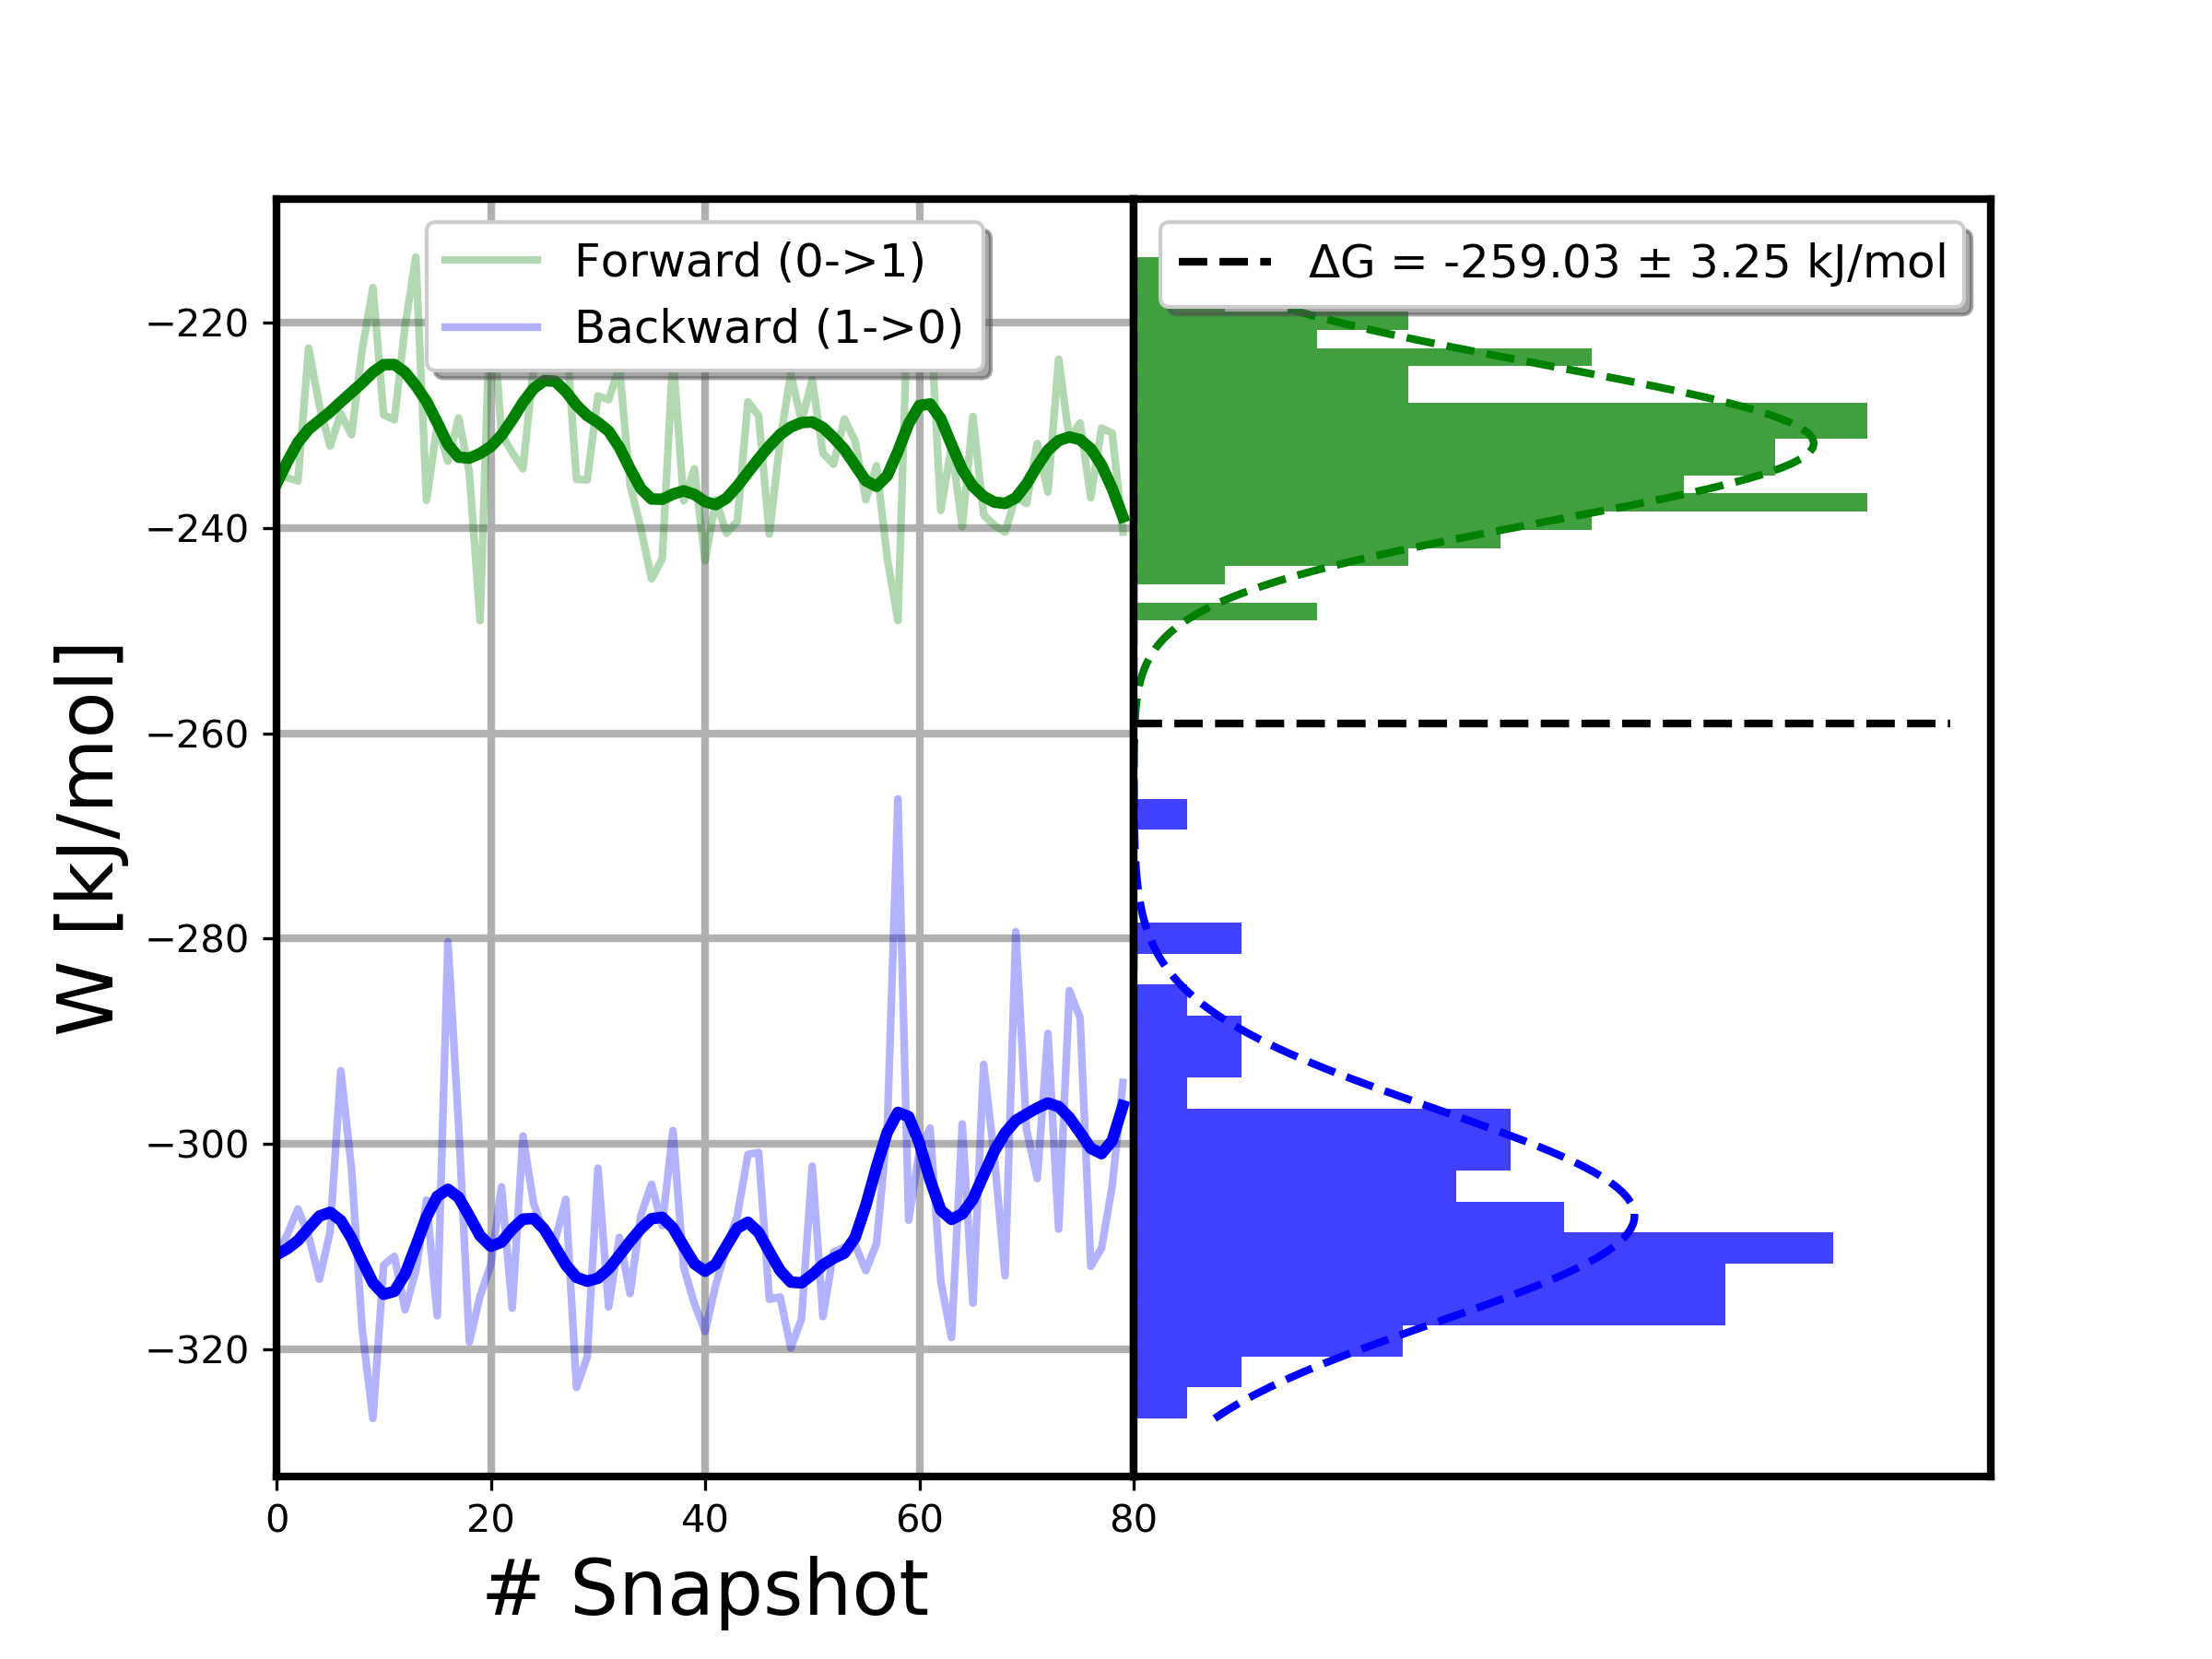 Forward (0->1)
Backward (1->0)
ΔG = -259.03 ± 3.25 kJ/mol
W [kJ/mol]
−220
−240
−260
−280
−300
−320
0 20 40 60 80
# Snapshot